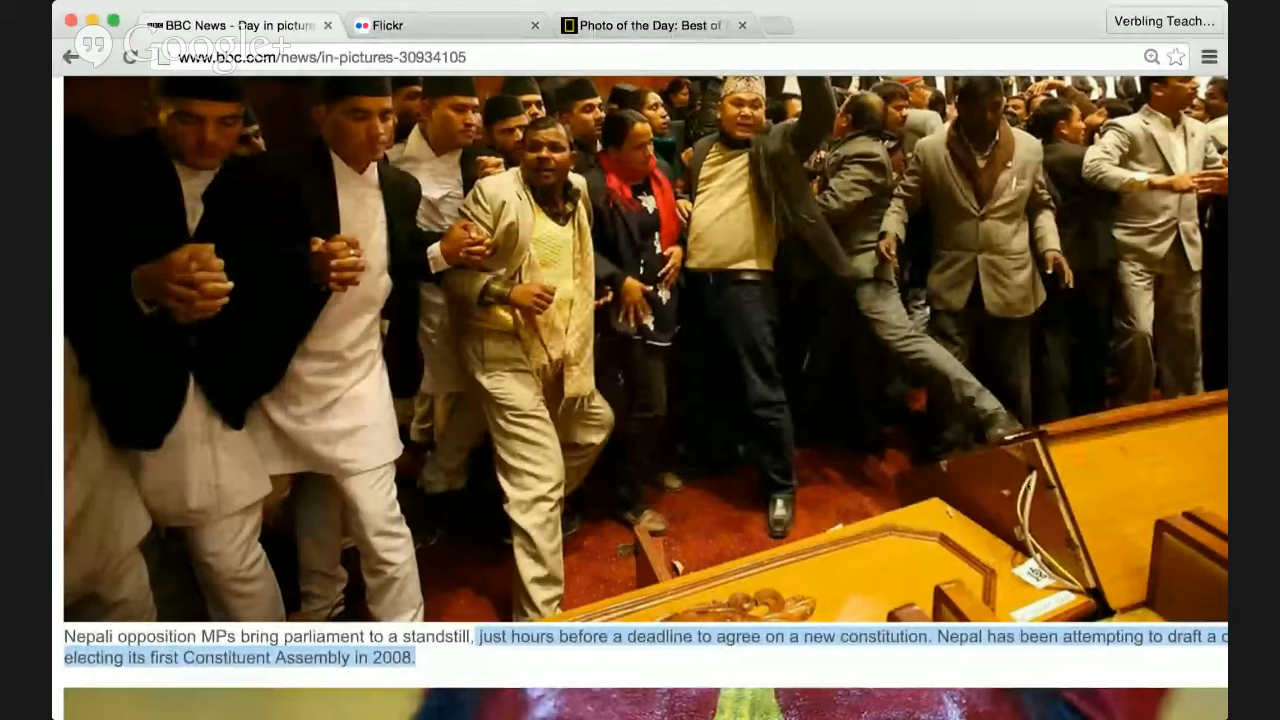 BBC News - Day in picture
Flickr
Photo of the Day: Best of
Verbling Teach...
Google+
www.bbc.com/news/in-pictures-30934105
Nepali opposition MPs bring parliament to a standstill, just hours before a deadline to agree on a new constitution. Nepal has been attempting to draft a
electing its first Constituent Assembly in 2008.